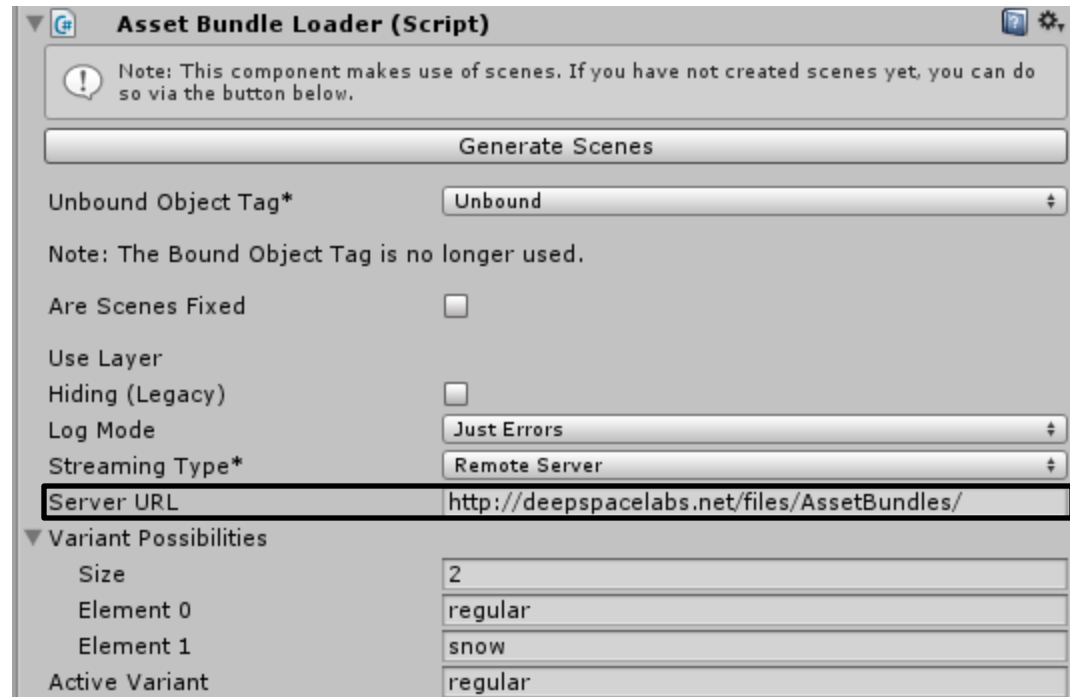 Asset Bundle Loader (Script)
Note: This component makes use of scenes. If you have not created scenes yet, you can do
so via the button below.
Generate Scenes
Unbound Object Tag* Unbound
Note: The Bound Object Tag is no longer used.
Are Scenes Fixed
Use Layer
Hiding (Legacy)
Log Mode Just Errors
Streaming Type* Remote Server
Server URL http://deepspacelabs.net/files/AssetBundles/
Variant Possibilities
Size 2
Element 0 regular
Element 1 snow
Active Variant regular